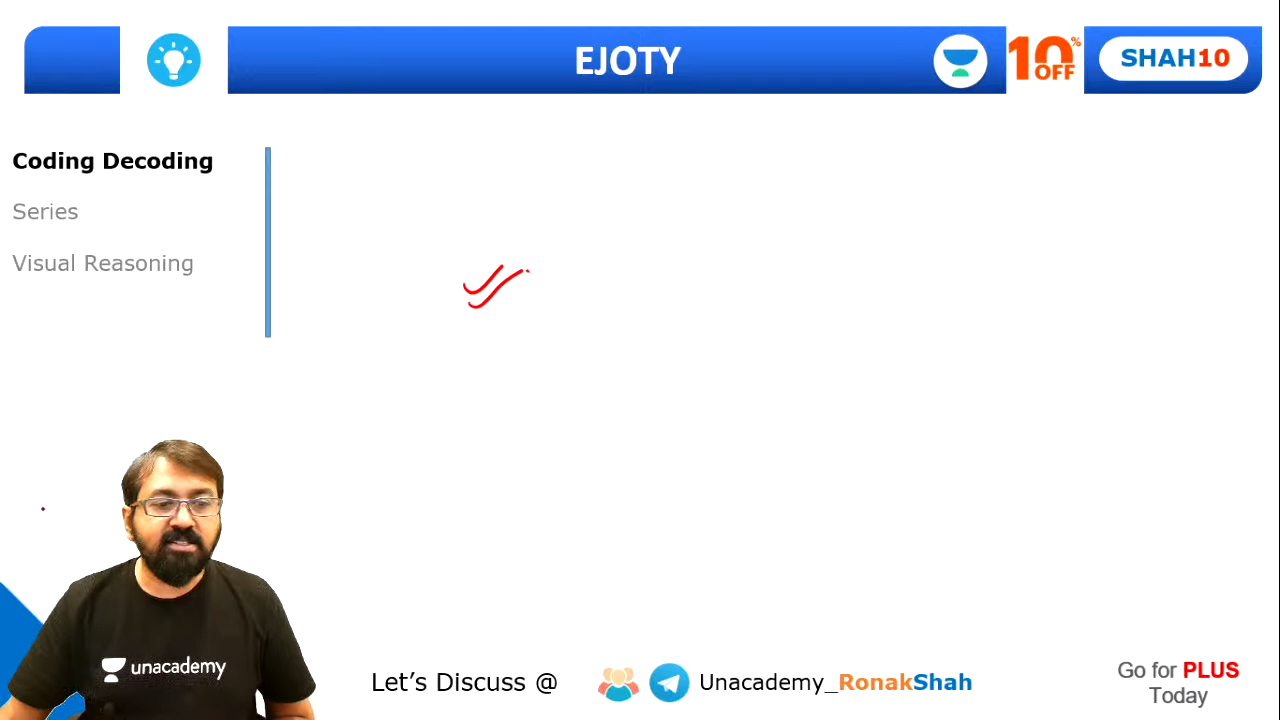 EJOTY
10% OFF
SHAH10
Coding Decoding
Series
Visual Reasoning
unacademy
Let’s Discuss @
Unacademy_RonakShah
Go for PLUS
Today